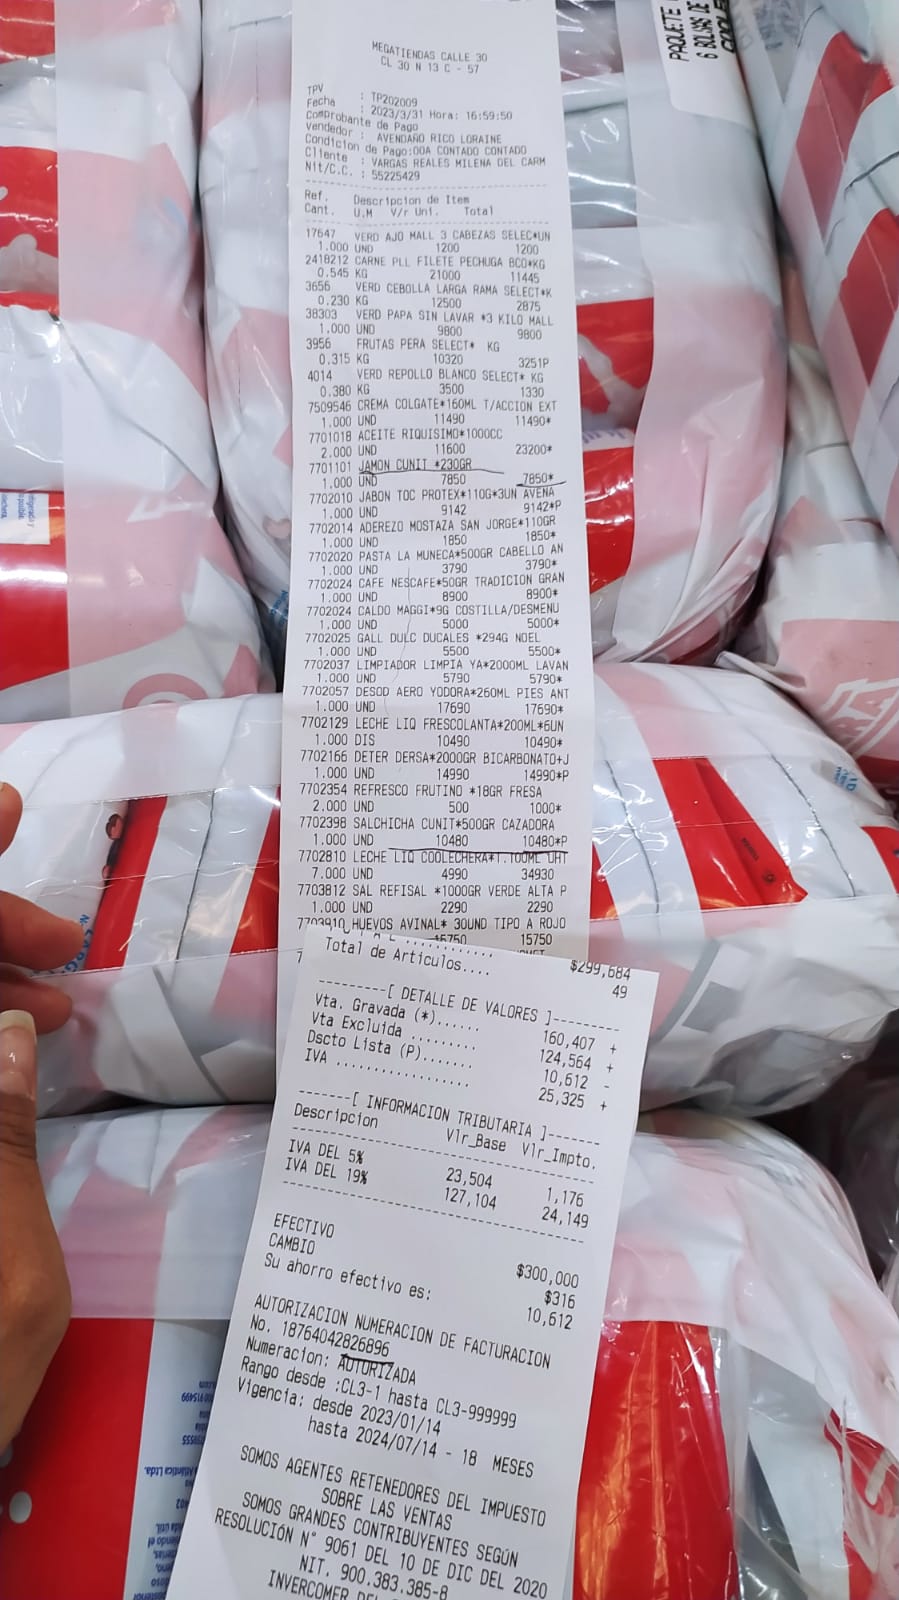 PAQUETE
6 BOLSAS DE
MEGATIENDAS CALLE 30
CL 30 N 13 C - 57
TPV : TP202009
Fecha : 2023/3/31 Hora: 16:59:50
Comprobante de Pago
Vendedor : AVENDAÑO RICO LORAINE
Condicion de Pago:00A CONTADO CONTADO
Cliente : VARGAS REALES MILENA DEL CARM
Nit/C.C. : 55225429
Ref. Descripcion de Item
Cant. U.M V/r Uni. Total
17647 VERD AJO MALL 3 CABEZAS SELEC*UN
1.000 UND 1200 1200
2418212 CARNE PLL FILETE PECHUGA BCO*KG
0.545 KG 21000 11445
3656 VERD CEBOLLA LARGA RAMA SELECT*K
0.230 KG 12500 2875
38303 VERD PAPA SIN LAVAR *3 KILO MALL
1.000 UND 9800 9800
3956 FRUTAS PERA SELECT* KG
0.315 KG 10320 3251P
4014 VERD REPOLLO BLANCO SELECT* KG
0.380 KG 3500 1330
7509546 CREMA COLGATE*160ML T/ACCION EXT
1.000 UND 11490 11490*
7701018 ACEITE RIQUISIMO*1000CC
2.000 UND 11600 23200*
7701101 JAMON CUNIT *230GR
1.000 UND 7850 7850*
7702010 JABON TOC PROTEX*110G*3UN AVENA
1.000 UND 9142 9142*P
7702014 ADEREZO MOSTAZA SAN JORGE*110GR
1.000 UND 1850 1850*
7702020 PASTA LA MUNECA*500GR CABELLO AN
1.000 UND 3790 3790*
7702024 CAFE NESCAFE*50GR TRADICION GRAN
1.000 UND 8900 8900*
7702024 CALDO MAGGI*9G COSTILLA/DESMENU
1.000 UND 5000 5000*
7702025 GALL DULC DUCALES *294G NOEL
1.000 UND 5500 5500*
7702037 LIMPIADOR LIMPIA YA*2000ML LAVAN
1.000 UND 5790 5790*
7702057 DESOD AERO YODORA*260ML PIES ANT
1.000 UND 17690 17690*
7702129 LECHE LIQ FRESCOLANTA*200ML*6UN
1.000 DIS 10490 10490*
7702166 DETER DERSA*2000GR BICARBONATO+J
1.000 UND 14990 14990*P
7702354 REFRESCO FRUTINO *18GR FRESA
2.000 UND 500 1000*
7702398 SALCHICHA CUNIT*500GR CAZADORA
1.000 UND 10480 10480*P
7702810 LECHE LIQ COOLECHERA*1.100ML UHT
7.000 UND 4990 34930
7703812 SAL REFISAL *1000GR VERDE ALTA P
1.000 UND 2290 2290
7703910 HUEVOS AVINAL* 30UND TIPO A ROJO
15750 15750
$299,684
Total de Artículos.... 49
---------[ DETALLE DE VALORES ]---------
Vta. Gravada (*)...... 160,407 +
Vta Excluida ......... 124,564 +
Dscto Lista (P)....... 10,612 -
IVA .................. 25,325 +
-------[ INFORMACION TRIBUTARIA ]-------
Descripcion Vlr_Base Vlr_Impto.
IVA DEL 5% 23,504 1,176
IVA DEL 19% 127,104 24,149
EFECTIVO $300,000
CAMBIO $316
Su ahorro efectivo es: 10,612
AUTORIZACION NUMERACION DE FACTURACION
No. 18764042826896
Numeracion: AUTORIZADA
Rango desde :CL3-1 hasta CL3-999999
Vigencia: desde 2023/01/14
hasta 2024/07/14 - 18 MESES
SOMOS AGENTES RETENEDORES DEL IMPUESTO
SOBRE LAS VENTAS
SOMOS GRANDES CONTRIBUYENTES SEGÚN
RESOLUCIÓN N° 9061 DEL 10 DE DIC DEL 2020
NIT. 900.383.385-8
INVERCOMER DEL